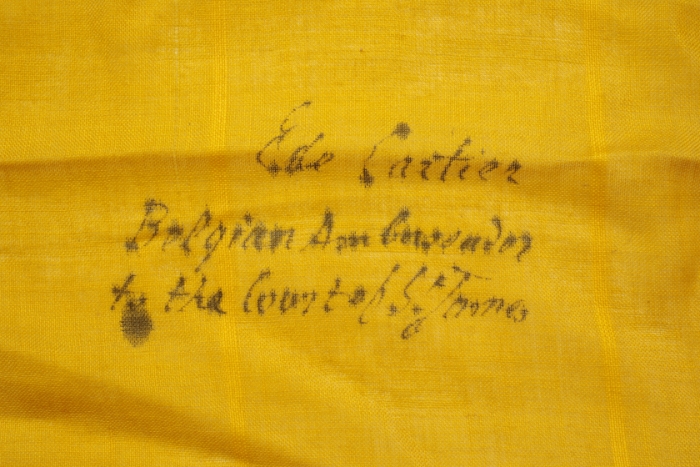 E de Cartier
Belgian Ambassador
to the Court of St James